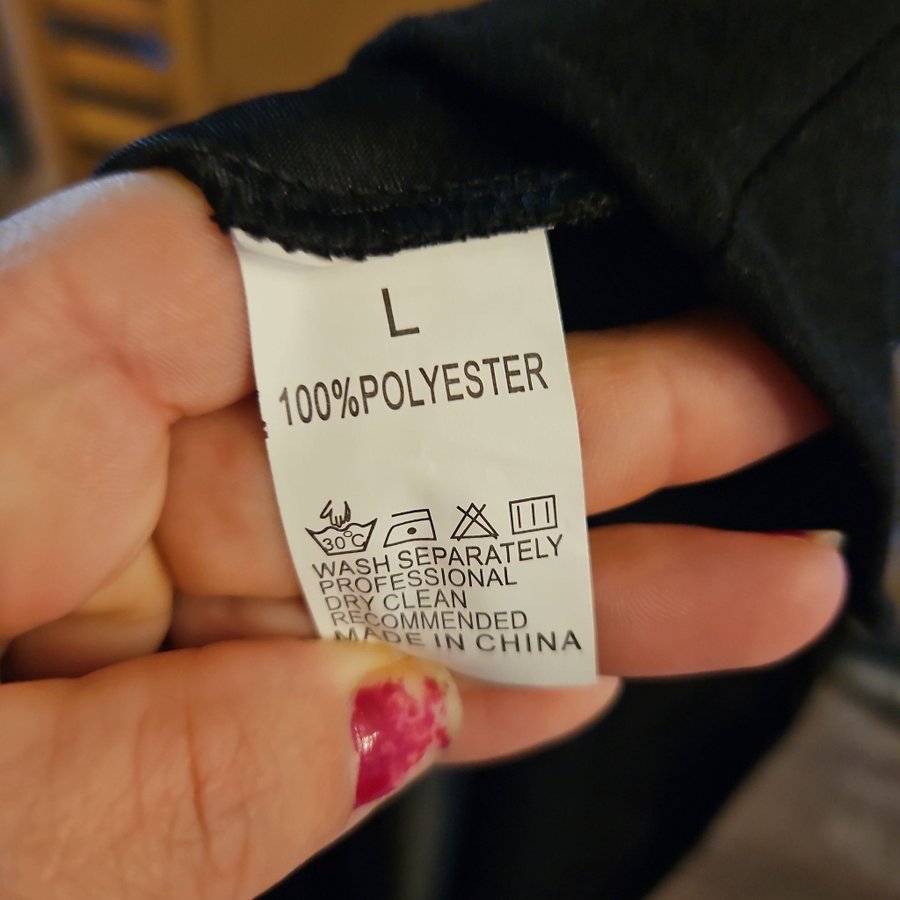 L
100%POLYESTER
30°C
WASH SEPARATELY
PROFESSIONAL
DRY CLEAN
RECOMMENDED
MADE IN CHINA